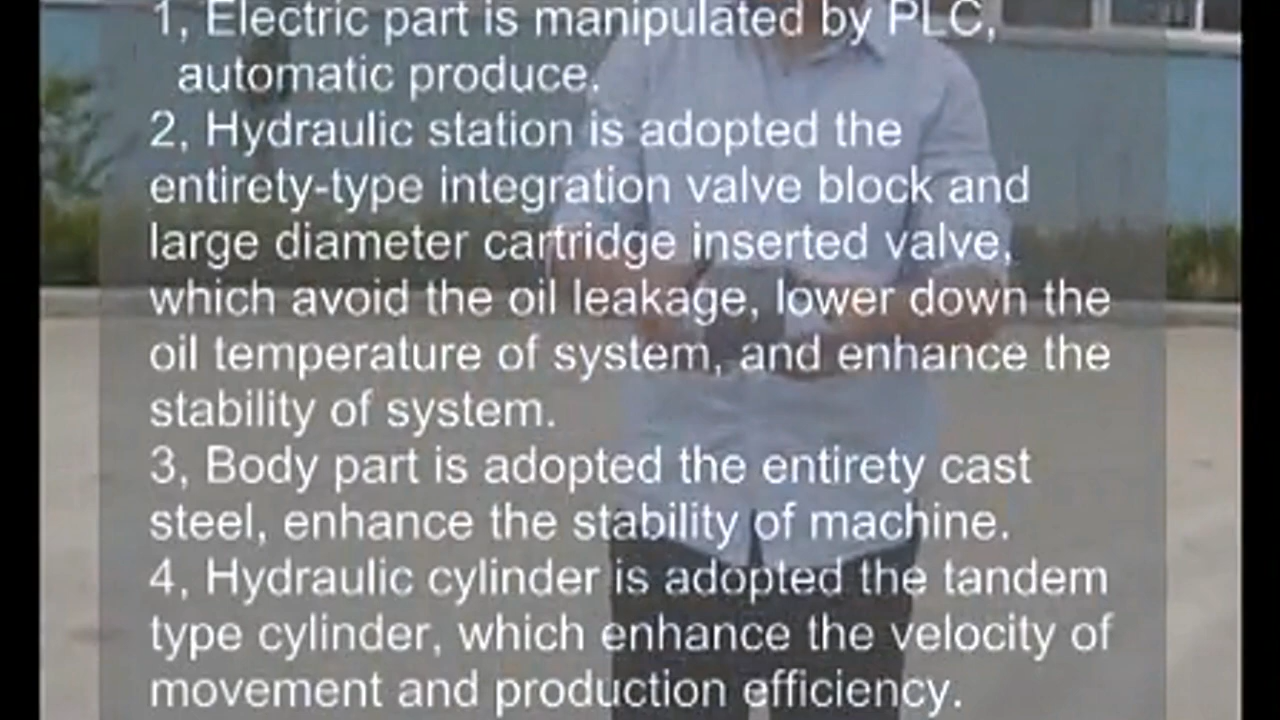 1, Electric part is manipulated by PLC,
automatic produce.
2, Hydraulic station is adopted the
entirety-type integration valve block and
large diameter cartridge inserted valve,
which avoid the oil leakage, lower down the
oil temperature of system, and enhance the
stability of system.
3, Body part is adopted the entirety cast
steel, enhance the stability of machine.
4, Hydraulic cylinder is adopted the tandem
type cylinder, which enhance the velocity of
movement and production efficiency.